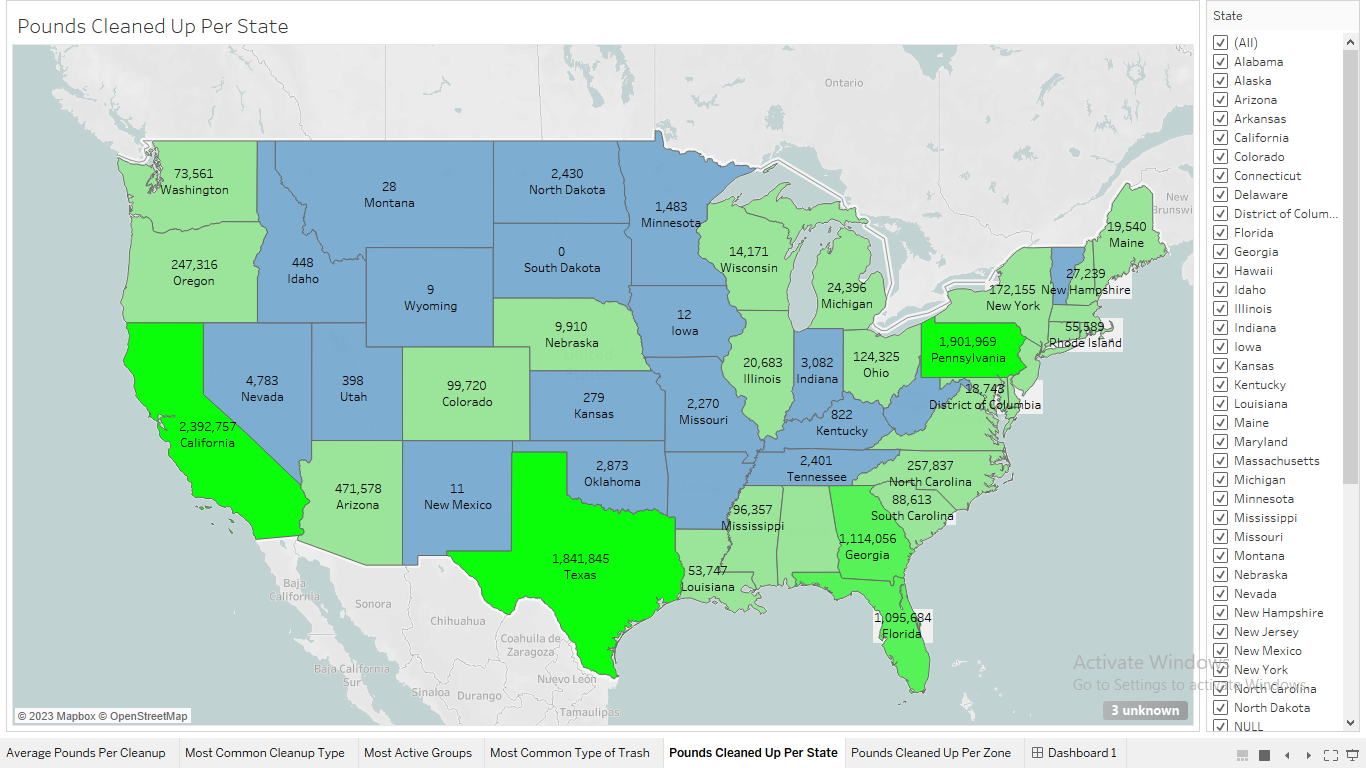 Pounds Cleaned Up Per State
State
(All)
Alabama
Alaska
Arizona
Arkansas
California
Colorado
Connecticut
Delaware
District of Colum...
Florida
Georgia
Hawaii
Idaho
Illinois
Indiana
Iowa
Kansas
Kentucky
Louisiana
Maine
Maryland
Massachusetts
Michigan
Minnesota
Mississippi
Missouri
Montana
Nebraska
Nevada
New Hampshire
New Jersey
New Mexico
New York
North Carolina
North Dakota
NULL
Ontario
New
Brunswi
73,561
Washington
28
Montana
2,430
North Dakota
1,483
Minnesota
19,540
Maine
247,316
Oregon
448
Idaho
0
South Dakota
14,171
Wisconsin
24,396
Michigan
27,239
New Hampshire
172,155
New York
9
Wyoming
12
Iowa
9,910
Nebraska
55,589
Rhode Island
1,901,969
Pennsylvania
124,325
Ohio
20,683
Illinois
3,082
Indiana
4,783
Nevada
398
Utah
99,720
Colorado
279
Kansas
2,270
Missouri
18,743
District of Columbia
822
Kentucky
2,392,757
California
2,401
Tennessee
257,837
North Carolina
2,873
Oklahoma
471,578
Arizona
11
New Mexico
88,613
South Carolina
96,357
Mississippi
1,114,056
Georgia
1,841,845
Texas
53,747
Louisiana
1,095,684
Florida
Baja
California
Sonora
Chihuahua
Coahuila de
Zaragoza
Baja California
Sur
Sinaloa
Durango
Nuevo León
Tamaulipas
Activate Windows
Go to Settings to activate Windows.
3 unknown
© 2023 Mapbox © OpenStreetMap
Average Pounds Per Cleanup
Most Common Cleanup Type
Most Active Groups
Most Common Type of Trash
Pounds Cleaned Up Per State
Pounds Cleaned Up Per Zone
Dashboard 1